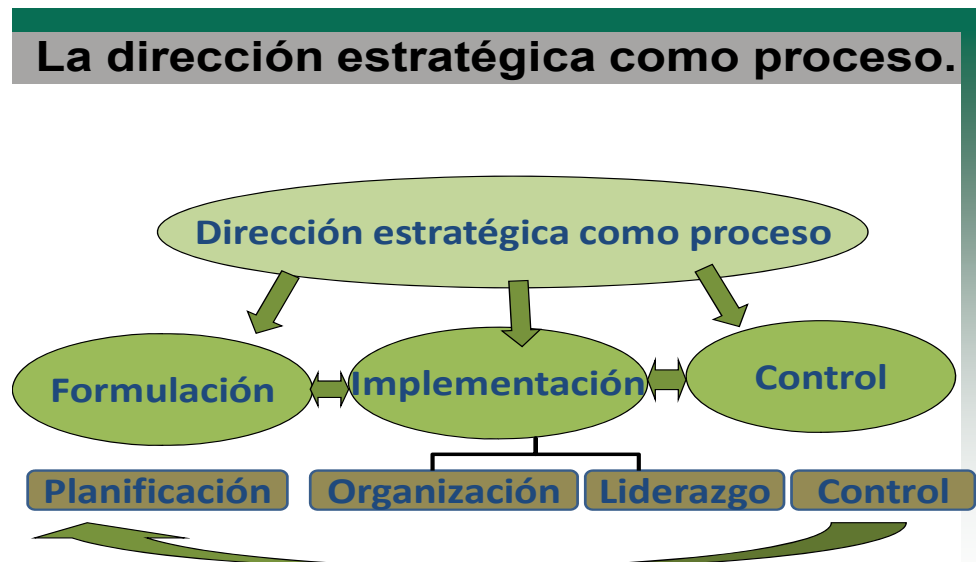 La dirección estratégica como proceso.
Dirección estratégica como proceso
Formulación
Implementación
Control
Planificación
Organización
Liderazgo
Control